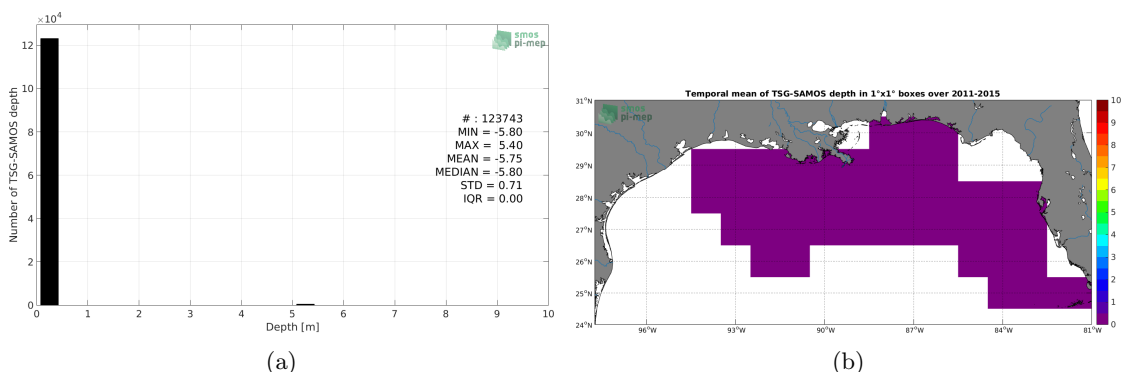 ×10⁴
smos
pi-mep
12
10
8
6
4
2
0
Number of TSG-SAMOS depth
# : 123743
MIN = -5.80
MAX = 5.40
MEAN = -5.75
MEDIAN = -5.80
STD = 0.71
IQR = 0.00
0 1 2 3 4 5 6 7 8 9 10
Depth [m]
(a)
Temporal mean of TSG-SAMOS depth in 1°x1° boxes over 2011-2015
smos
pi-mep
31°N
30°N
29°N
28°N
27°N
26°N
25°N
24°N
96°W 93°W 90°W 87°W 84°W 81°W
10
9
8
7
6
5
4
3
2
1
0
(b)